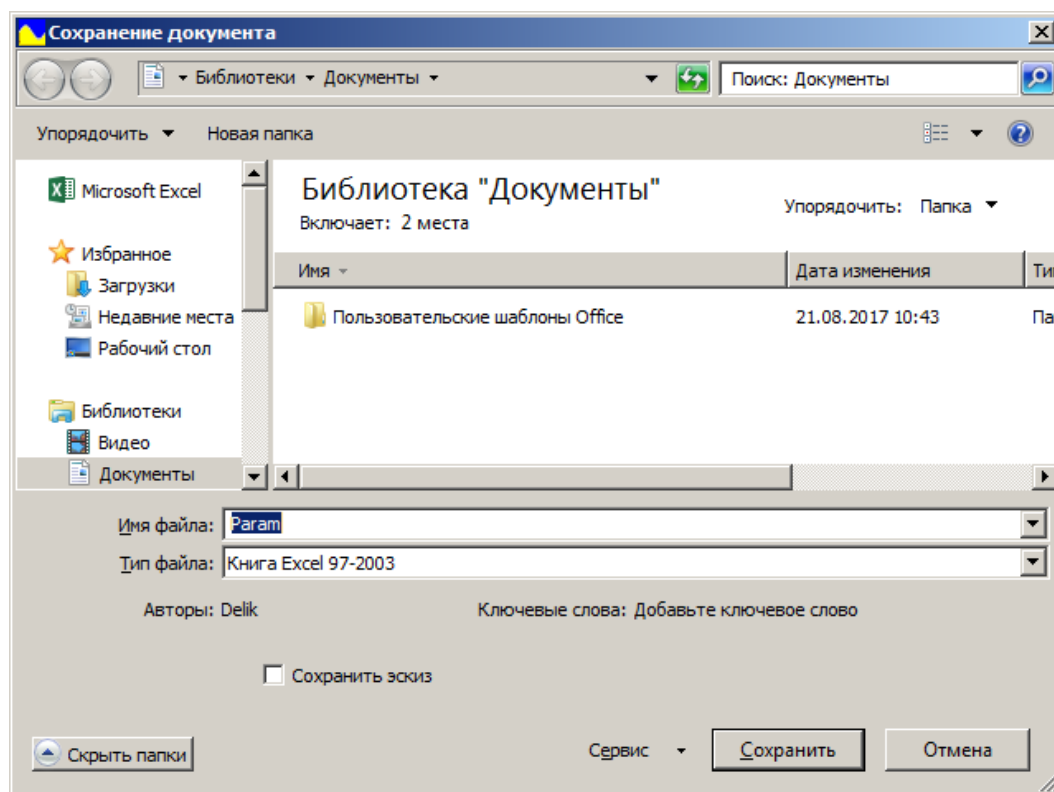 Сохранение документа
Библиотеки Документы
Поиск: Документы
Упорядочить Новая папка
Microsoft Excel
Избранное
Загрузки
Недавние места
Рабочий стол
Библиотеки
Видео
Документы
Библиотека "Документы"
Включает: 2 места
Упорядочить: Папка
Имя Дата изменения Ти
Пользовательские шаблоны Office 21.08.2017 10:43 Па
Имя файла: Param
Тип файла: Книга Excel 97-2003
Авторы: Delik Ключевые слова: Добавьте ключевое слово
Сохранить эскиз
Скрыть папки Сервис Сохранить Отмена